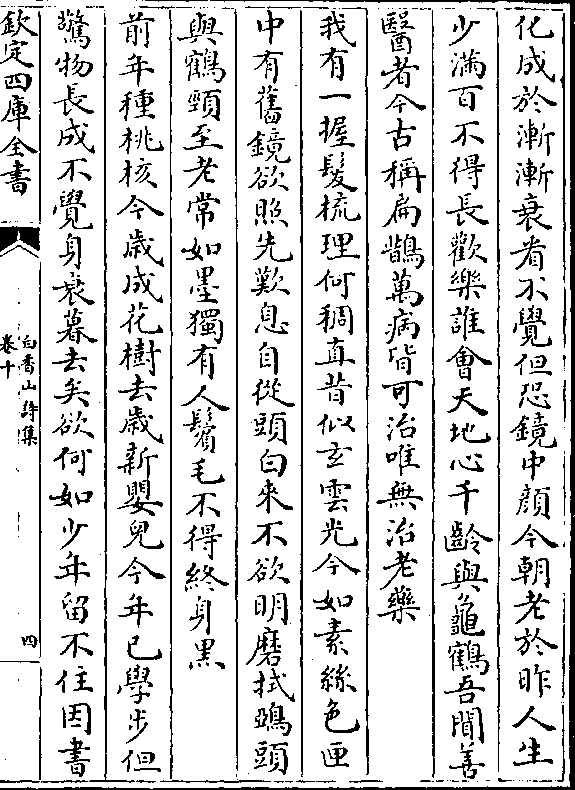 化成於漸漸衰看不覺但恐鏡中顔今朝老於昨人生
少滿百不得長歡樂誰㑹天地心千齡與龜鶴吾聞善
醫者今古稱扁鵲萬病皆可治唯無治老藥
我有一握髮梳理何稠直昔似玄雲光今如素絲色匣
中有舊鏡欲照先歎息自從頭白來不欲明磨拭鵶頭
與鶴頸至老常如墨獨有人鬢毛不得終身黒
前年種桃核今嵗成花樹去嵗新嬰兒今年已學步但
驚物長成不覺身衰暮去矣欲何如少年留不住因書
欽定四庫全書
白香山詩集
卷十
四